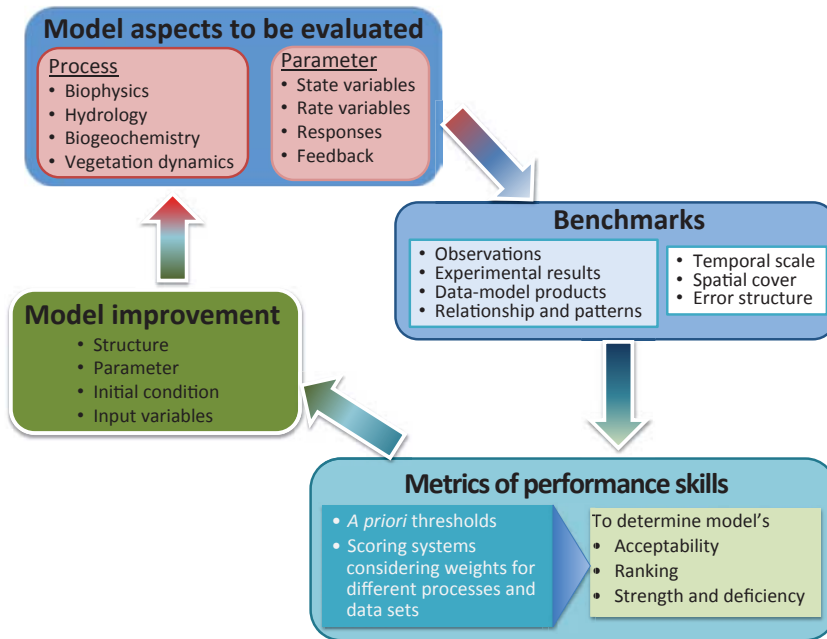 Model aspects to be evaluated
Process
• Biophysics
• Hydrology
• Biogeochemistry
• Vegetation dynamics
Parameter
• State variables
• Rate variables
• Responses
• Feedback
Benchmarks
• Observations
• Experimental results
• Data-model products
• Relationship and patterns
• Temporal scale
• Spatial cover
• Error structure
Metrics of performance skills
• A priori thresholds
• Scoring systems
considering weights for
different processes and
data sets
To determine model's
• Acceptability
• Ranking
• Strength and deficiency
Model improvement
• Structure
• Parameter
• Initial condition
• Input variables